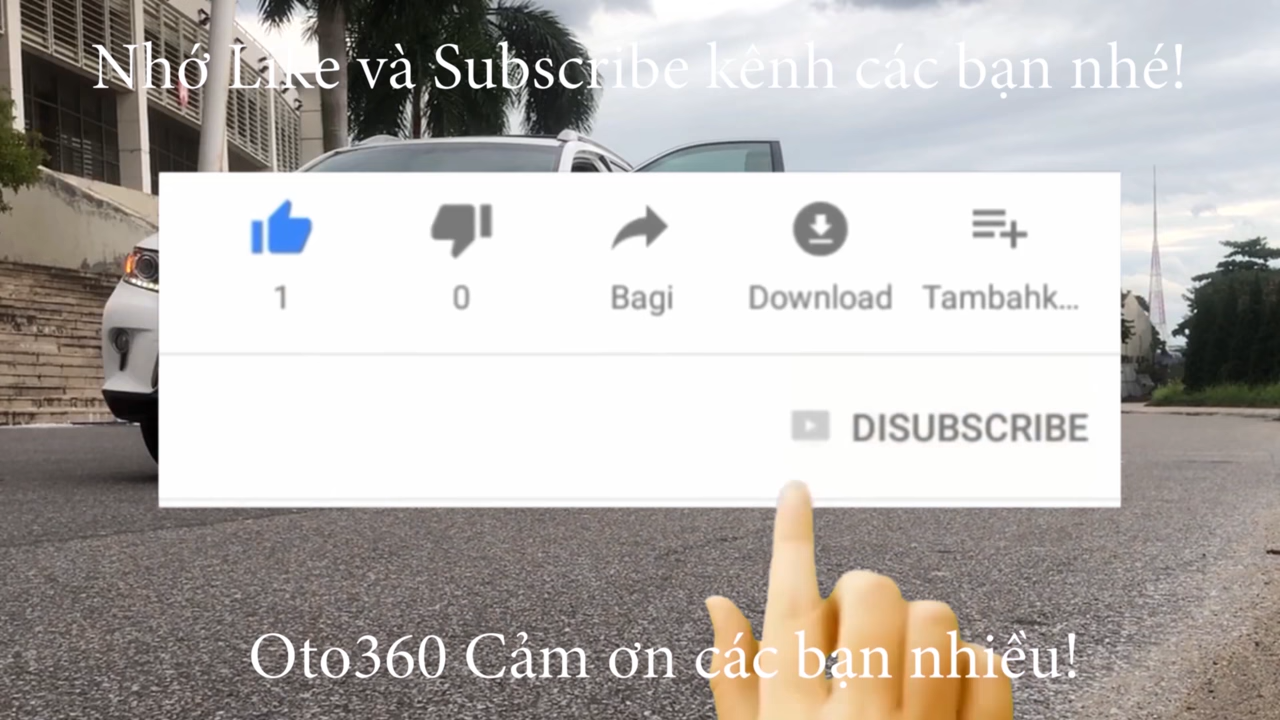 Nhớ Like và Subscribe kênh các bạn nhé!
1
0
Bagi
Download
Tambahk...
DISUBSCRIBE
Oto360 Cảm ơn các bạn nhiều!